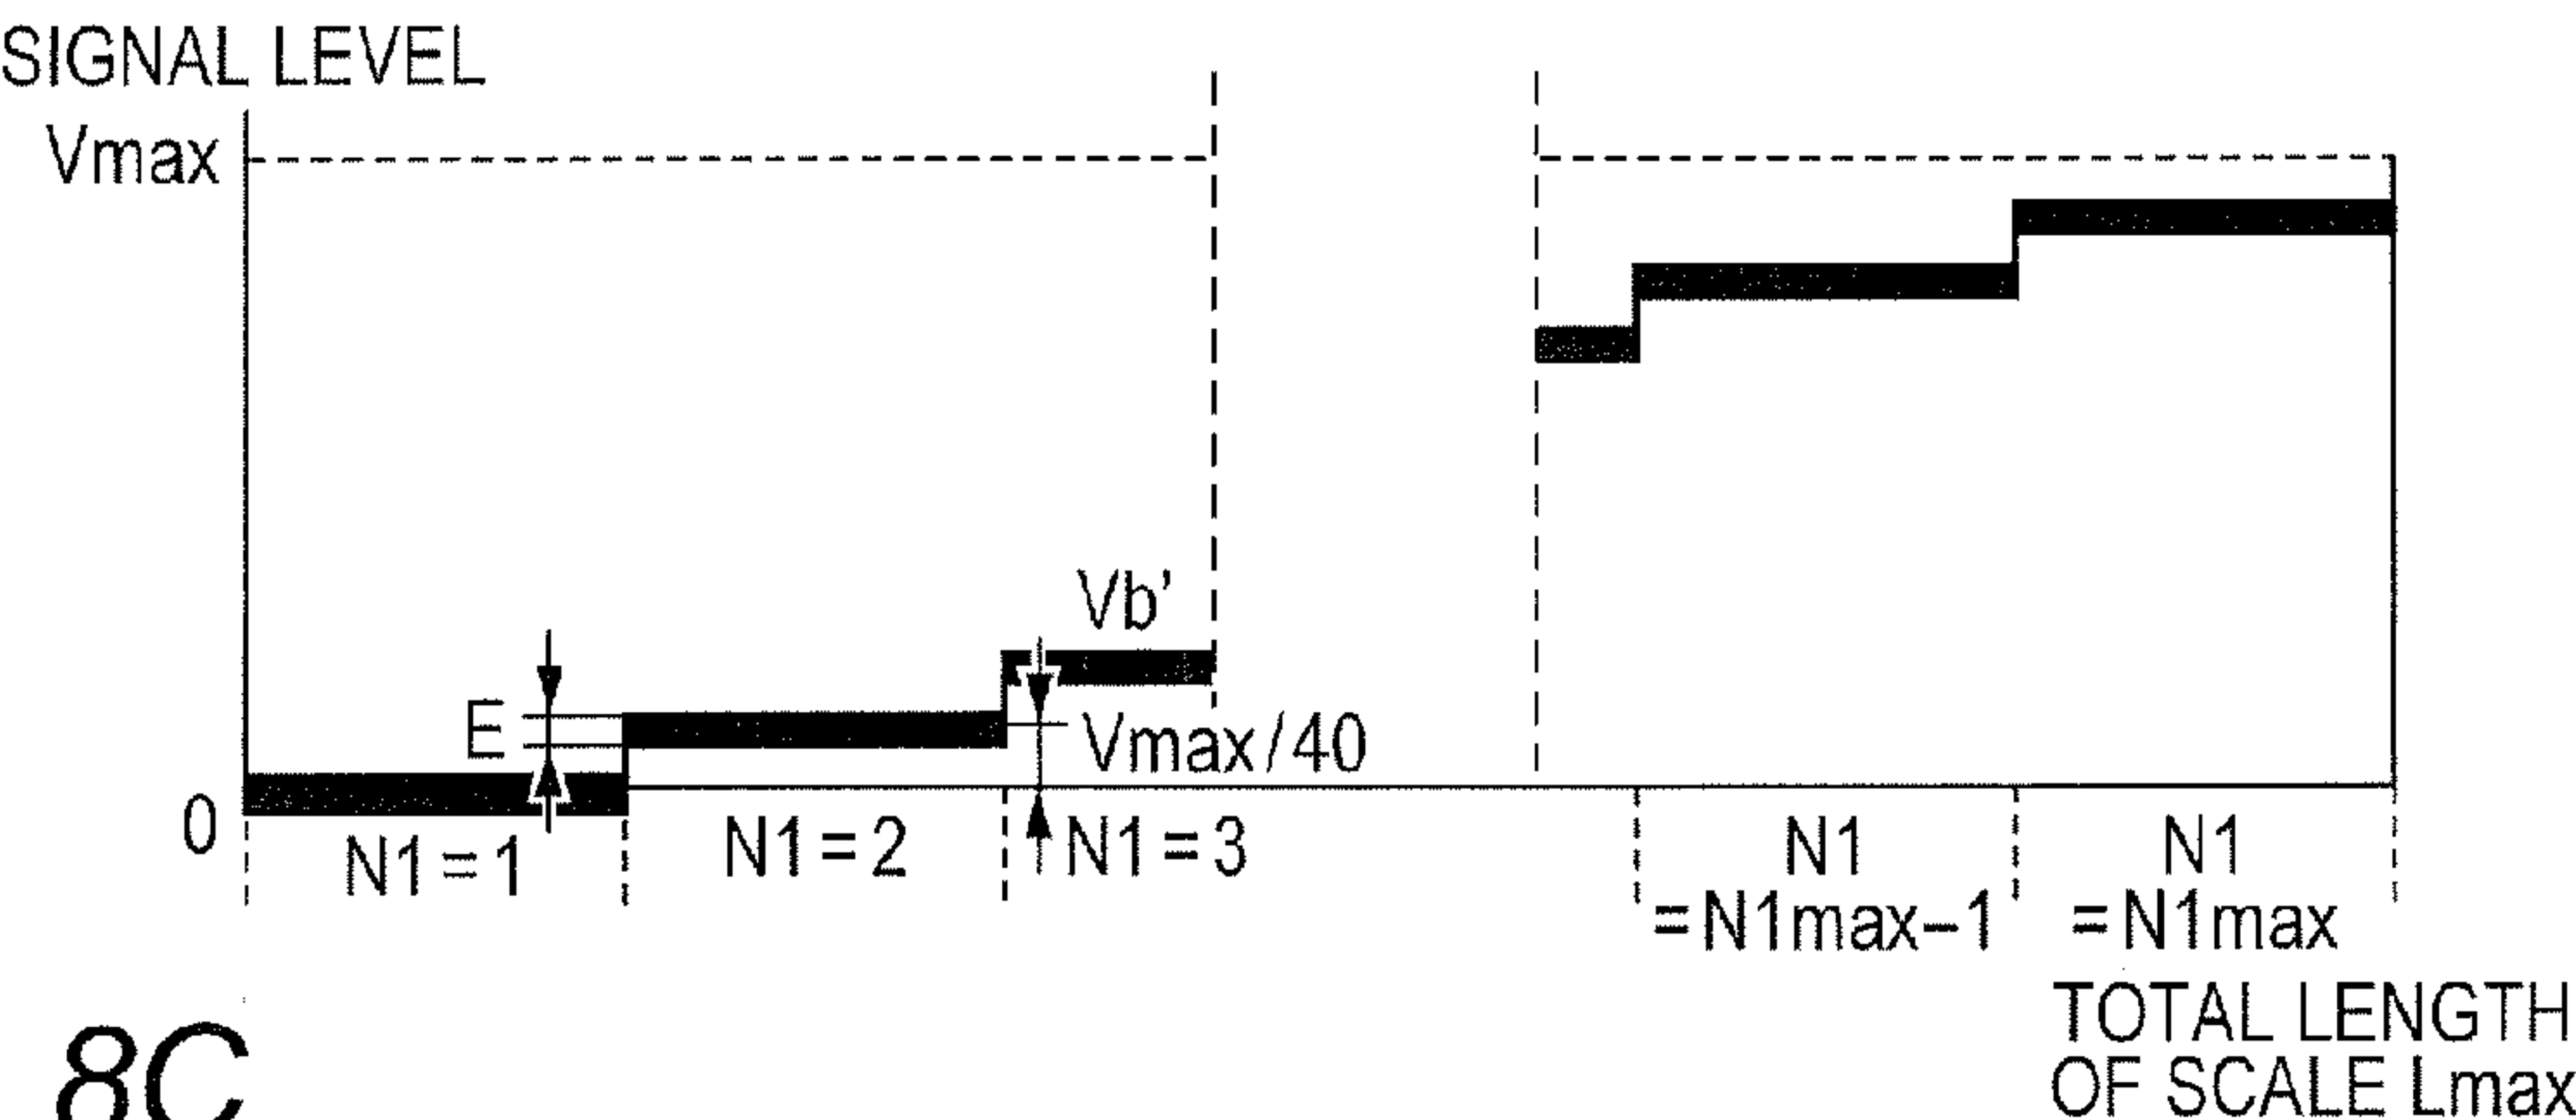 SIGNAL LEVEL
Vmax
Vb’
E
Vmax/40
0
N1=1
N1=2
N1=3
N1
=N1max–1
N1
=N1max
TOTAL LENGTH
OF SCALE Lmax
8C